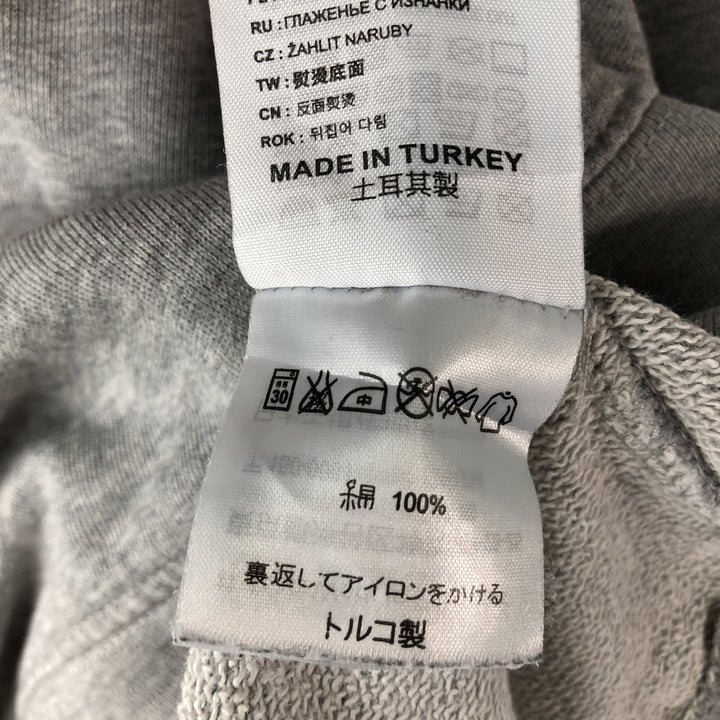 RU : ГЛАЖЕНЬЕ С ИЗНАНКИ
CZ : ŽAHLIT NARUBY
TW : 熨燙底面
CN : 反面熨燙
ROK : 뒤집어 다림
MADE IN TURKEY
土耳其製
30
中
綿 100%
裏返してアイロンをかける
トルコ製